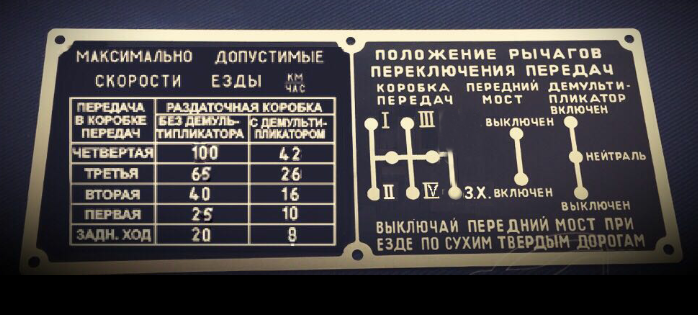 МАКСИМАЛЬНО ДОПУСТИМЫЕ
СКОРОСТИ ЕЗДЫ КМ/ЧАС
ПЕРЕДАЧА В КОРОБКЕ ПЕРЕДАЧ
РАЗДАТОЧНАЯ КОРОБКА
БЕЗ ДЕМУЛЬ-
ТИПЛИКАТОРА
С ДЕМУЛЬТИ-
ПЛИКАТОРОМ
ЧЕТВЕРТАЯ 100 42
ТРЕТЬЯ 65 26
ВТОРАЯ 40 16
ПЕРВАЯ 25 10
ЗАДН. ХОД 20 8
ПОЛОЖЕНИЕ РЫЧАГОВ
ПЕРЕКЛЮЧЕНИЯ ПЕРЕДАЧ
КОРОБКА
ПЕРЕДАЧ
ПЕРЕДНИЙ
МОСТ
ДЕМУЛЬТИ-
ПЛИКАТОР
I III
II IV З.Х.
ВЫКЛЮЧЕН
ВКЛЮЧЕН
ВКЛЮЧЕН
НЕЙТРАЛЬ
ВЫКЛЮЧЕН
ВЫКЛЮЧАЙ ПЕРЕДНИЙ МОСТ ПРИ
ЕЗДЕ ПО СУХИМ ТВЕРДЫМ ДОРОГАМ